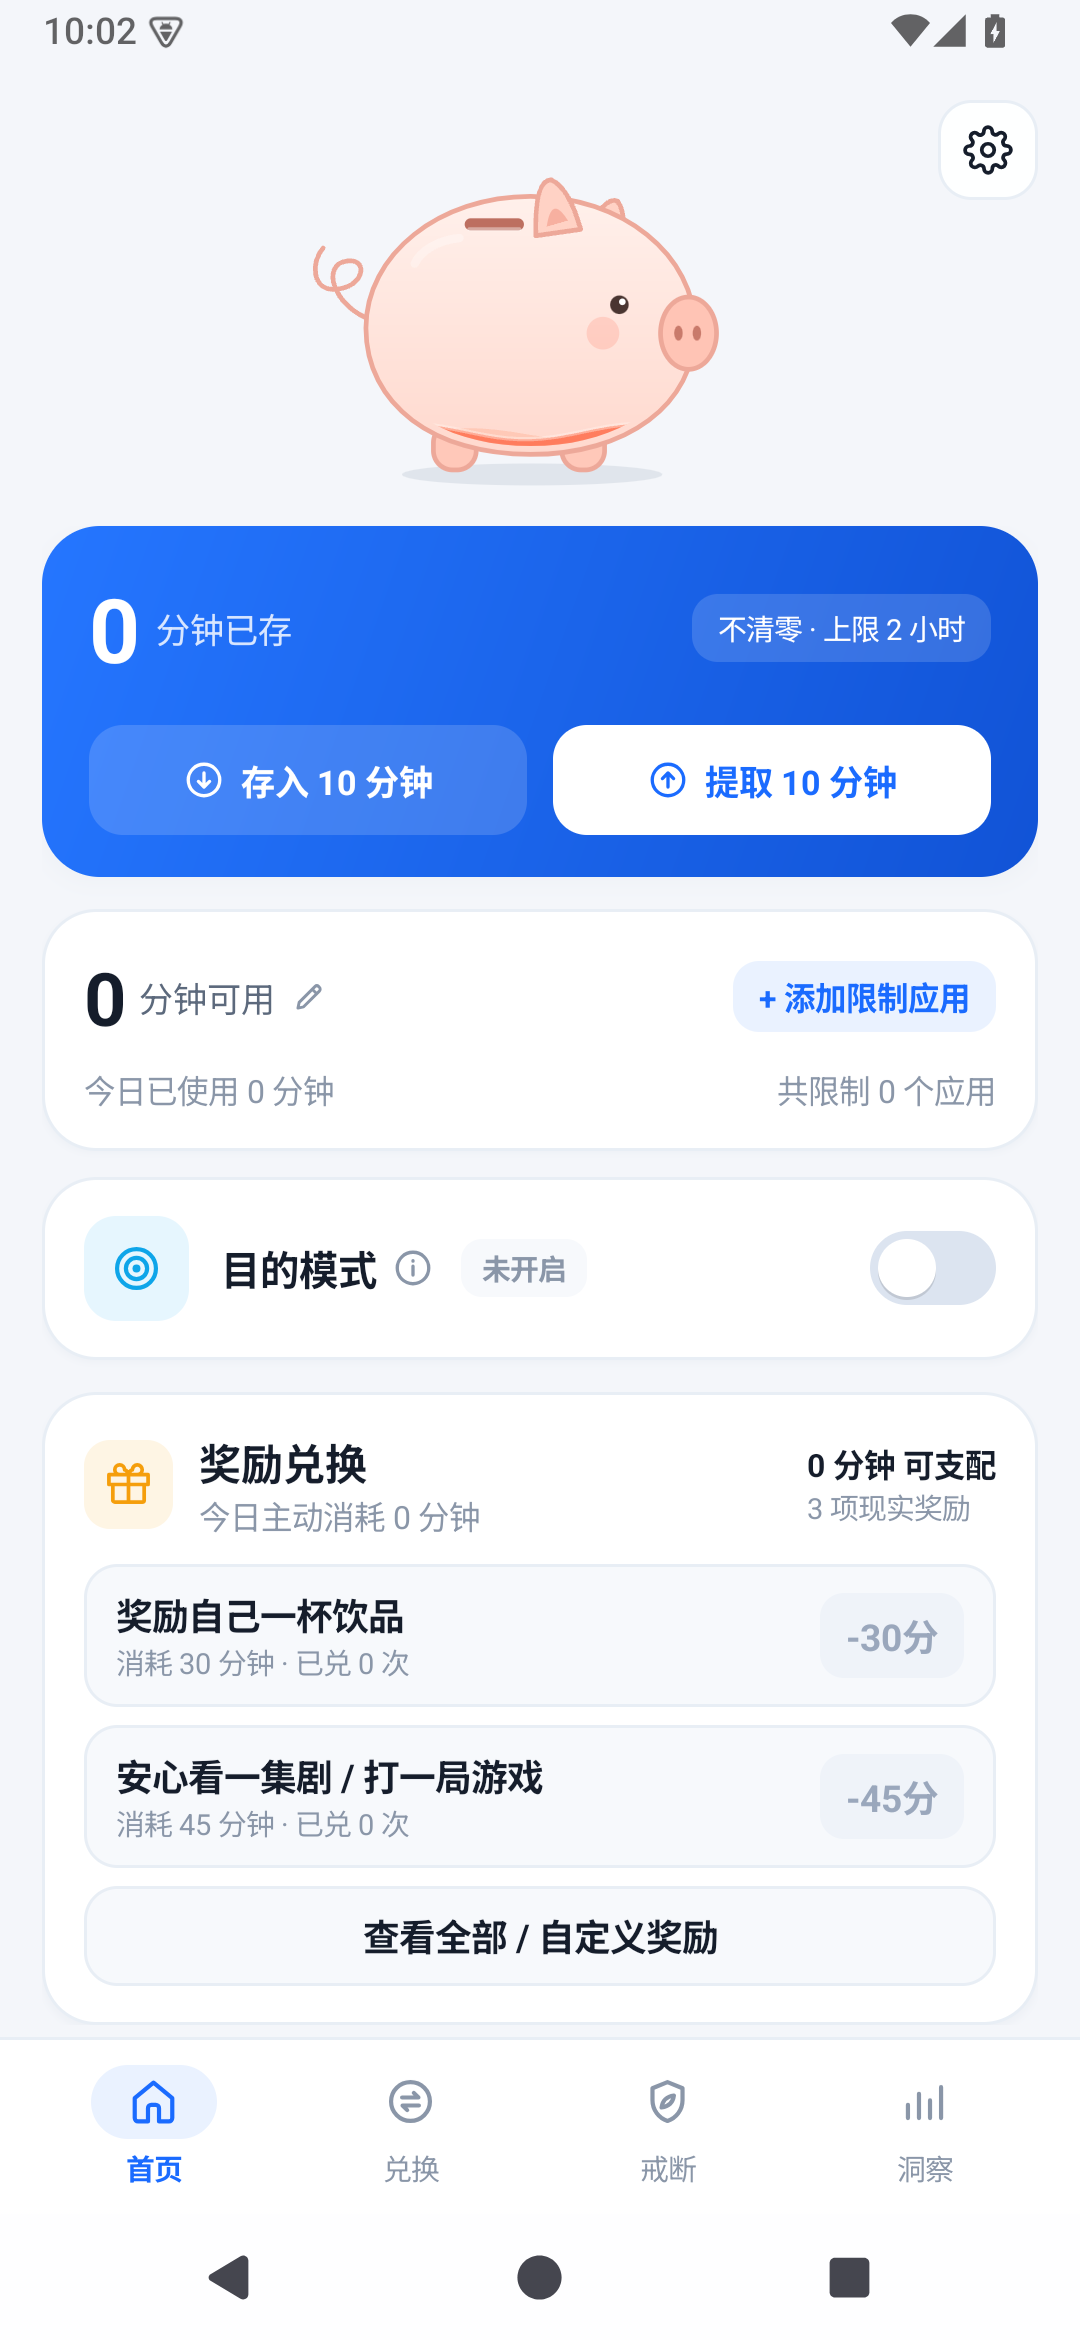 10:02
0 分钟已存
不清零 · 上限 2 小时
存入 10 分钟
提取 10 分钟
0 分钟可用
+ 添加限制应用
今日已使用 0 分钟
共限制 0 个应用
目的模式
未开启
奖励兑换
0 分钟 可支配
今日主动消耗 0 分钟
3 项现实奖励
奖励自己一杯饮品
消耗 30 分钟 · 已兑 0 次
-30分
安心看一集剧 / 打一局游戏
消耗 45 分钟 · 已兑 0 次
-45分
查看全部 / 自定义奖励
首页
兑换
戒断
洞察